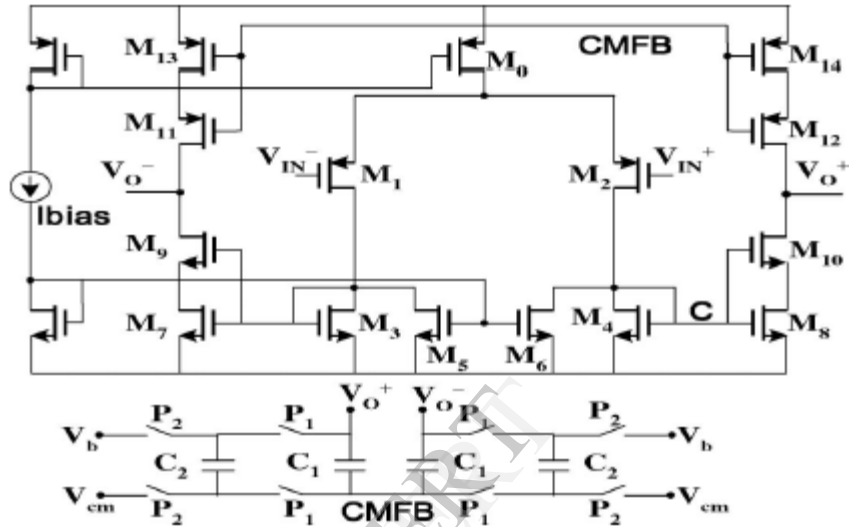 M13 M0 CMFB M14
M11 M12
VIN− M1 M2 VIN+
VO− VO+
Ibias
M9 M10
M7 M3 M5 M6 M4 C M8
VO+ VO−
P2 P1 P1 P2
Vb C2 C1 C1 C2 Vb
Vcm P2 P1 CMFB P1 P2 Vcm